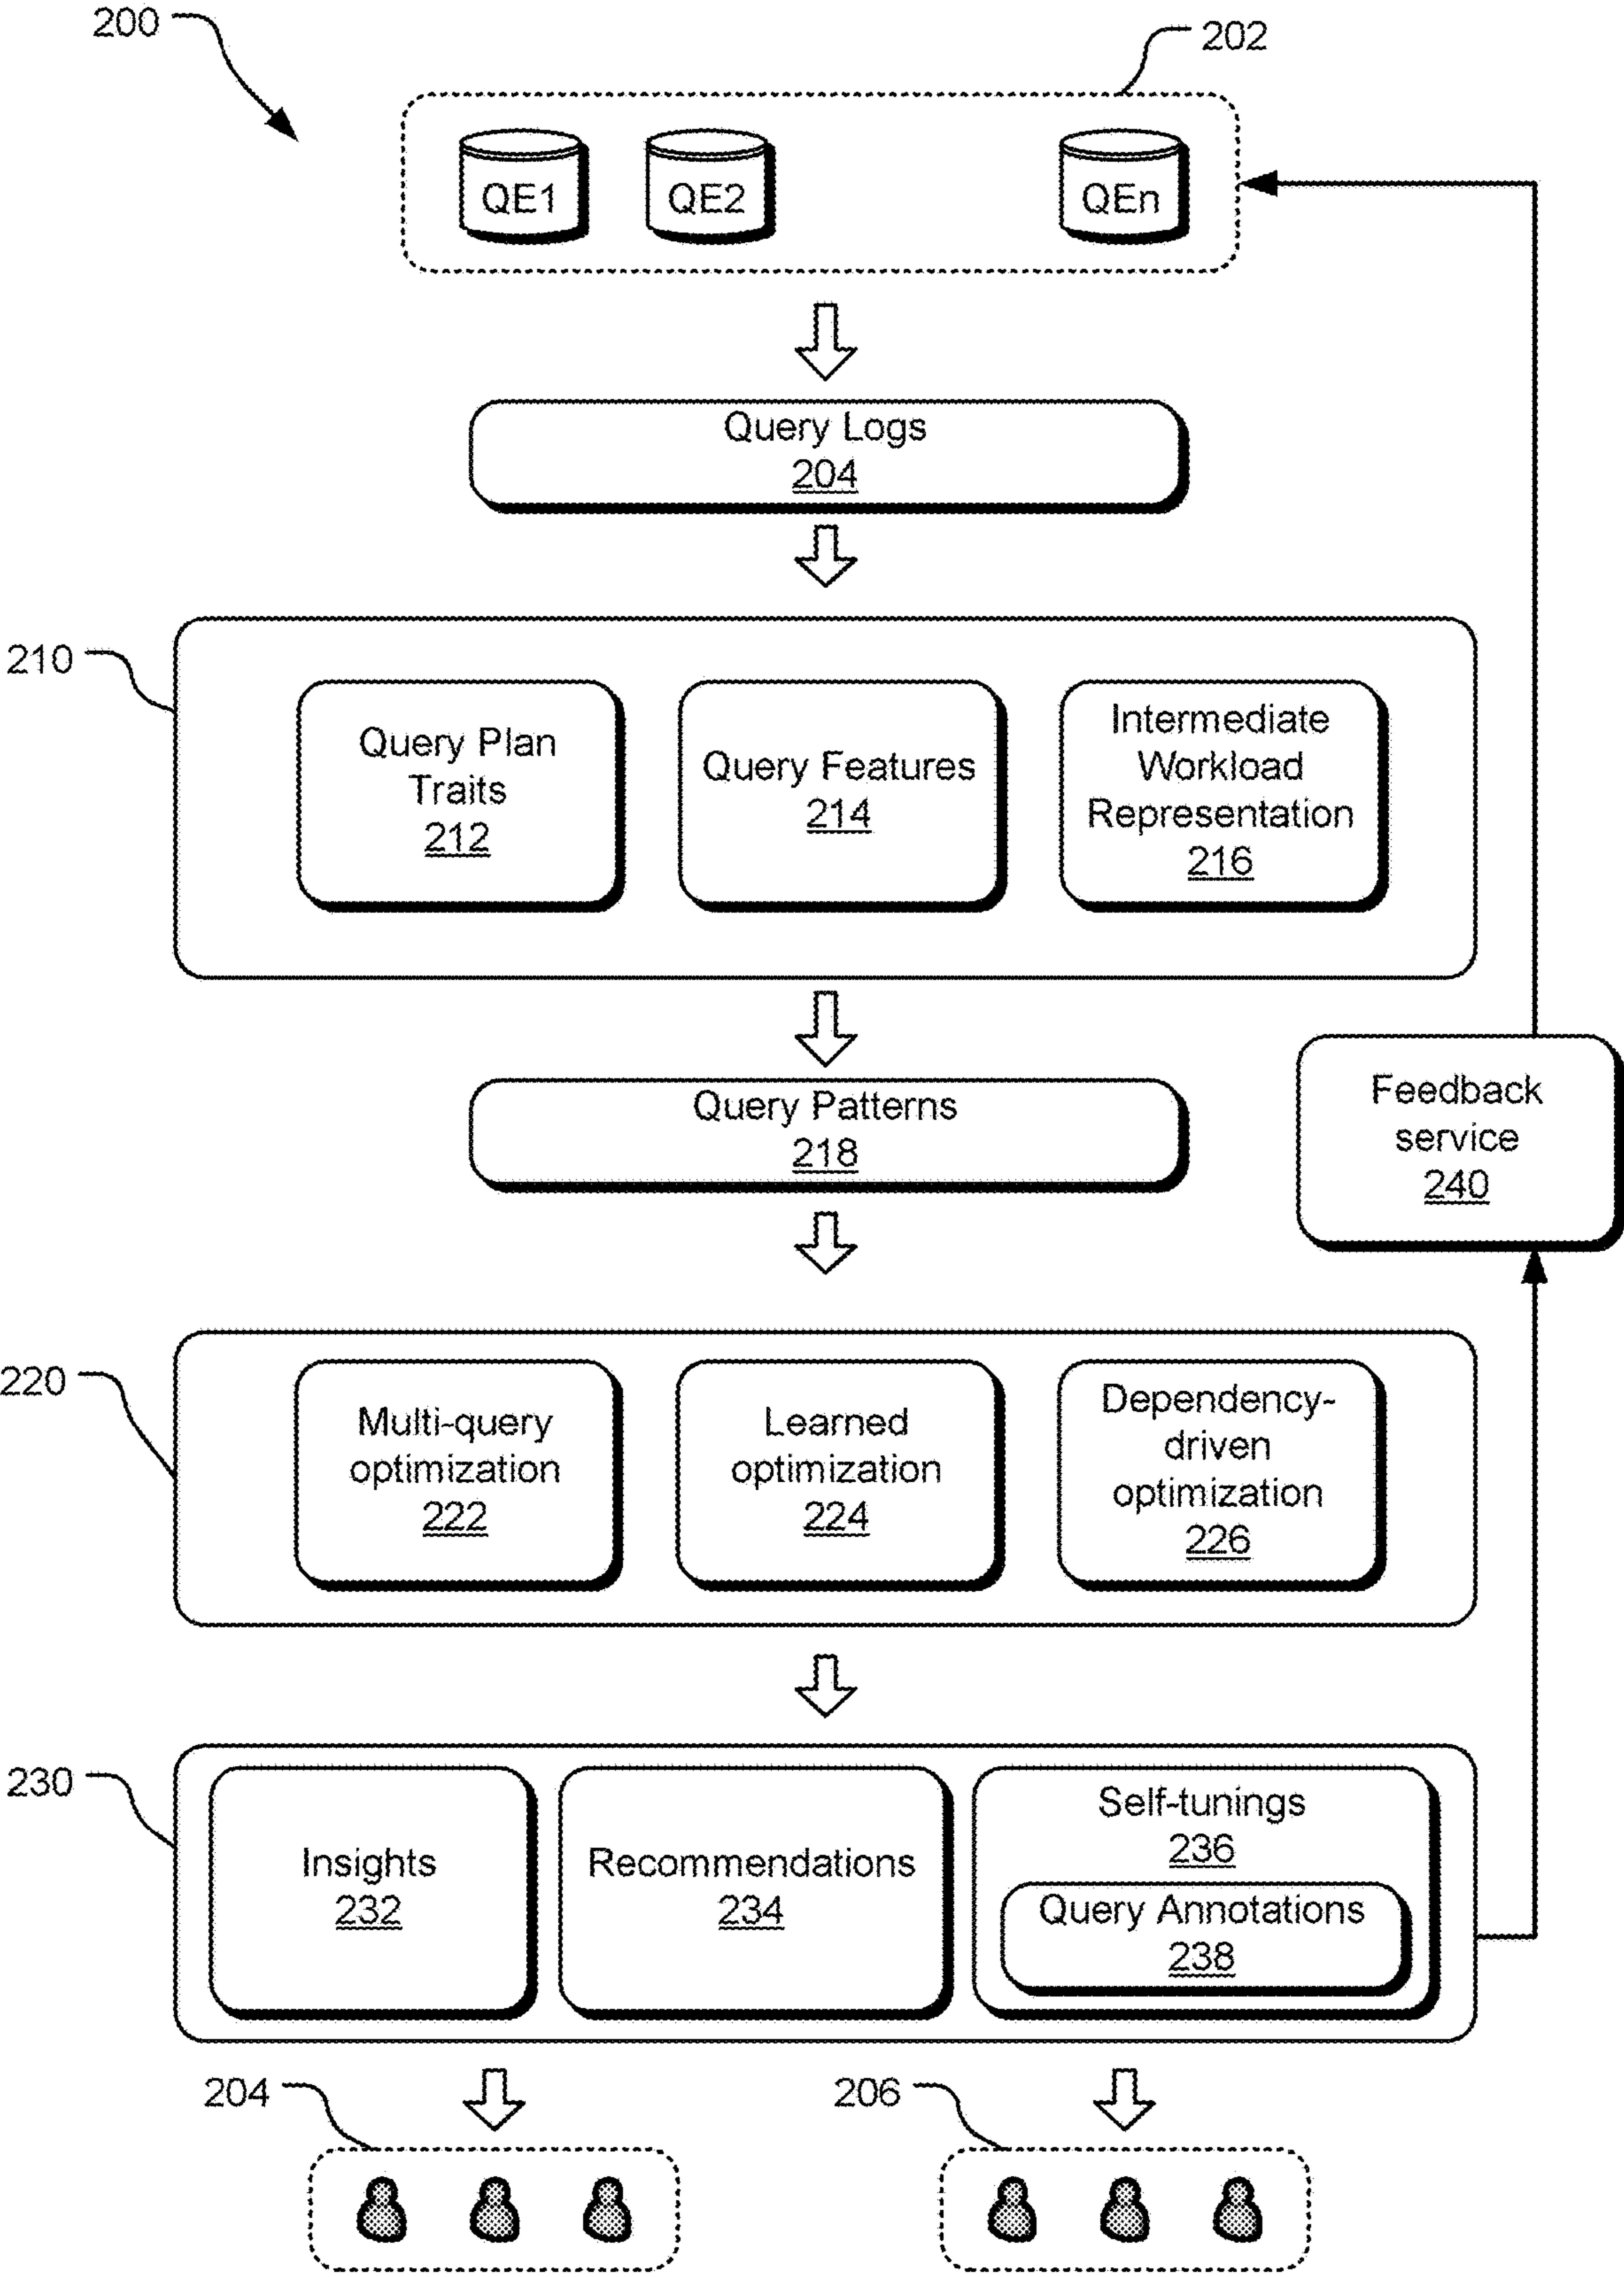 200
202
QE1
QE2
QEn
Query Logs
204
210
Query Plan
Traits
212
Query Features
214
Intermediate
Workload
Representation
216
Query Patterns
218
Feedback
service
240
220
Multi-query
optimization
222
Learned
optimization
224
Dependency-
driven
optimization
226
230
Insights
232
Recommendations
234
Self-tunings
236
Query Annotations
238
204
206